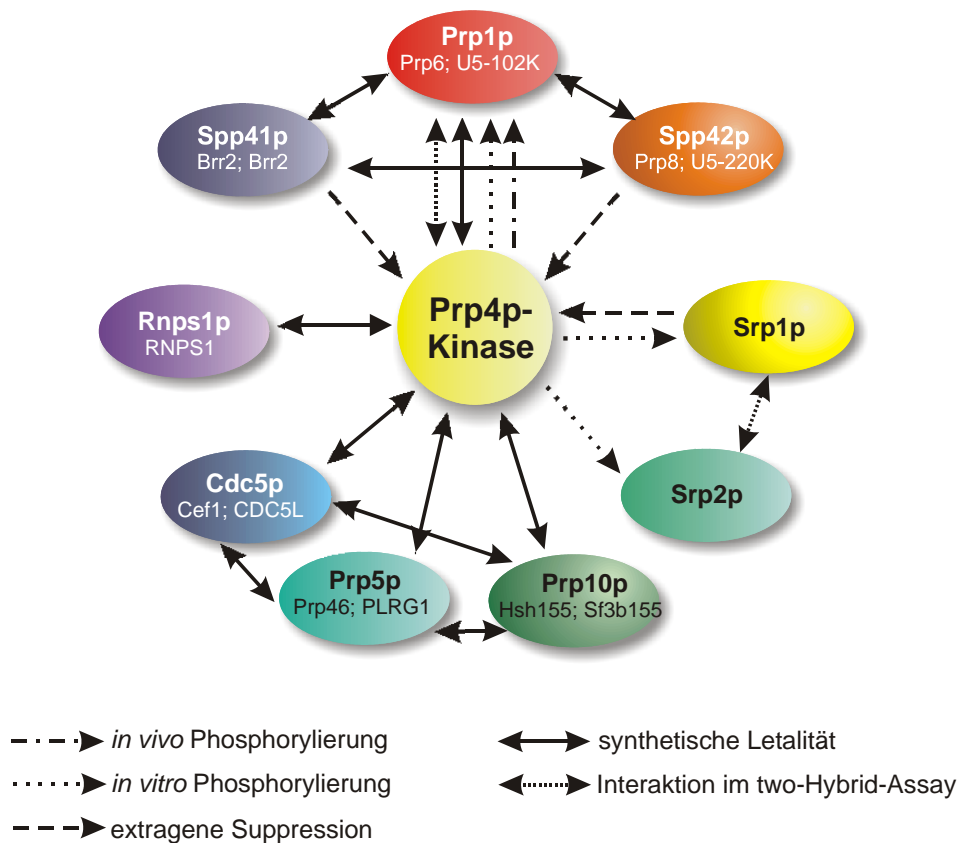 Prp1p
Prp6; U5-102K
Spp41p
Brr2; Brr2
Spp42p
Prp8; U5-220K
Prp4p-
Kinase
Rnps1p
RNPS1
Srp1p
Cdc5p
Cef1; CDC5L
Srp2p
Prp5p
Prp46; PLRG1
Prp10p
Hsh155; Sf3b155
in vivo Phosphorylierung
synthetische Letalität
in vitro Phosphorylierung
Interaktion im two-Hybrid-Assay
extragene Suppression